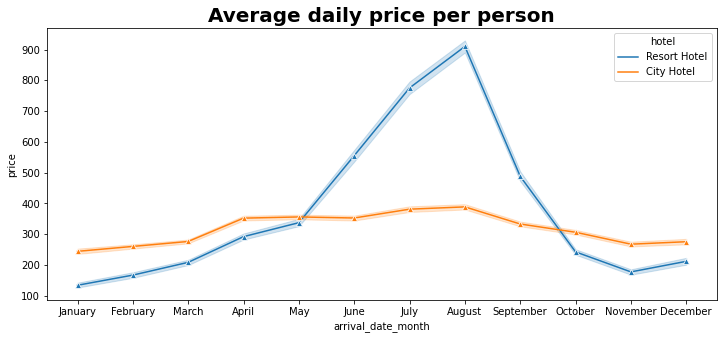 Average daily price per person
hotel
Resort Hotel
City Hotel
900
800
700
600
500
400
300
200
100
price
January February March April May June July August September October November December
arrival_date_month